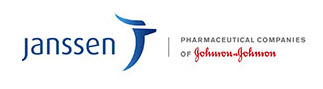 janssen
PHARMACEUTICAL COMPANIES
OF Johnson & Johnson